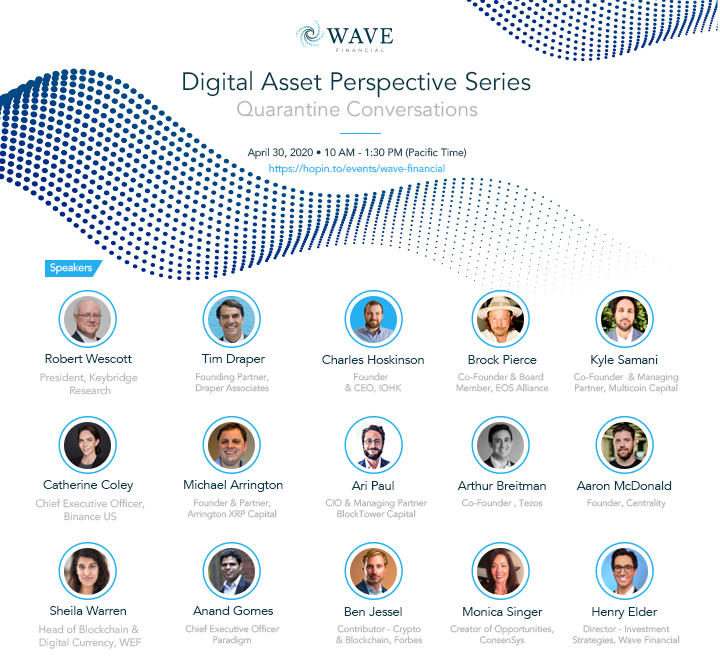 WAVE
FINANCIAL
Digital Asset Perspective Series
Quarantine Conversations
April 30, 2020 • 10 AM - 1:30 PM (Pacific Time)
https://hopin.to/events/wave-financial
Speakers
Robert Wescott
President, Keybridge
Research
Tim Draper
Founding Partner,
Draper Associates
Charles Hoskinson
Founder
& CEO, IOHK
Brock Pierce
Co-Founder & Board
Member, EOS Alliance
Kyle Samani
Co-Founder & Managing
Partner, Multicoin Capital
Catherine Coley
Chief Executive Officer,
Binance US
Michael Arrington
Founder & Partner,
Arrington XRP Capital
Ari Paul
CIO & Managing Partner
BlockTower Capital
Arthur Breitman
Co-Founder , Tezos
Aaron McDonald
Founder, Centrality
Sheila Warren
Head of Blockchain &
Digital Currency, WEF
Anand Gomes
Chief Executive Officer
Paradigm
Ben Jessel
Contributor - Crypto
& Blockchain, Forbes
Monica Singer
Creator of Opportunities,
ConsenSys
Henry Elder
Director - Investment
Strategies, Wave Financial